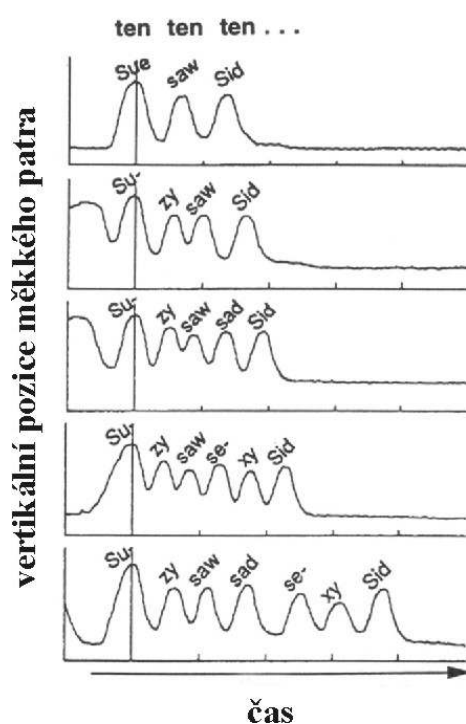 ten ten ten . . .
Sue saw Sid
Su- zy saw Sid
Su- zy saw sad Sid
Su- zy saw se- xy Sid
Su- zy saw sad se- xy Sid
vertikální pozice měkkého patra
čas